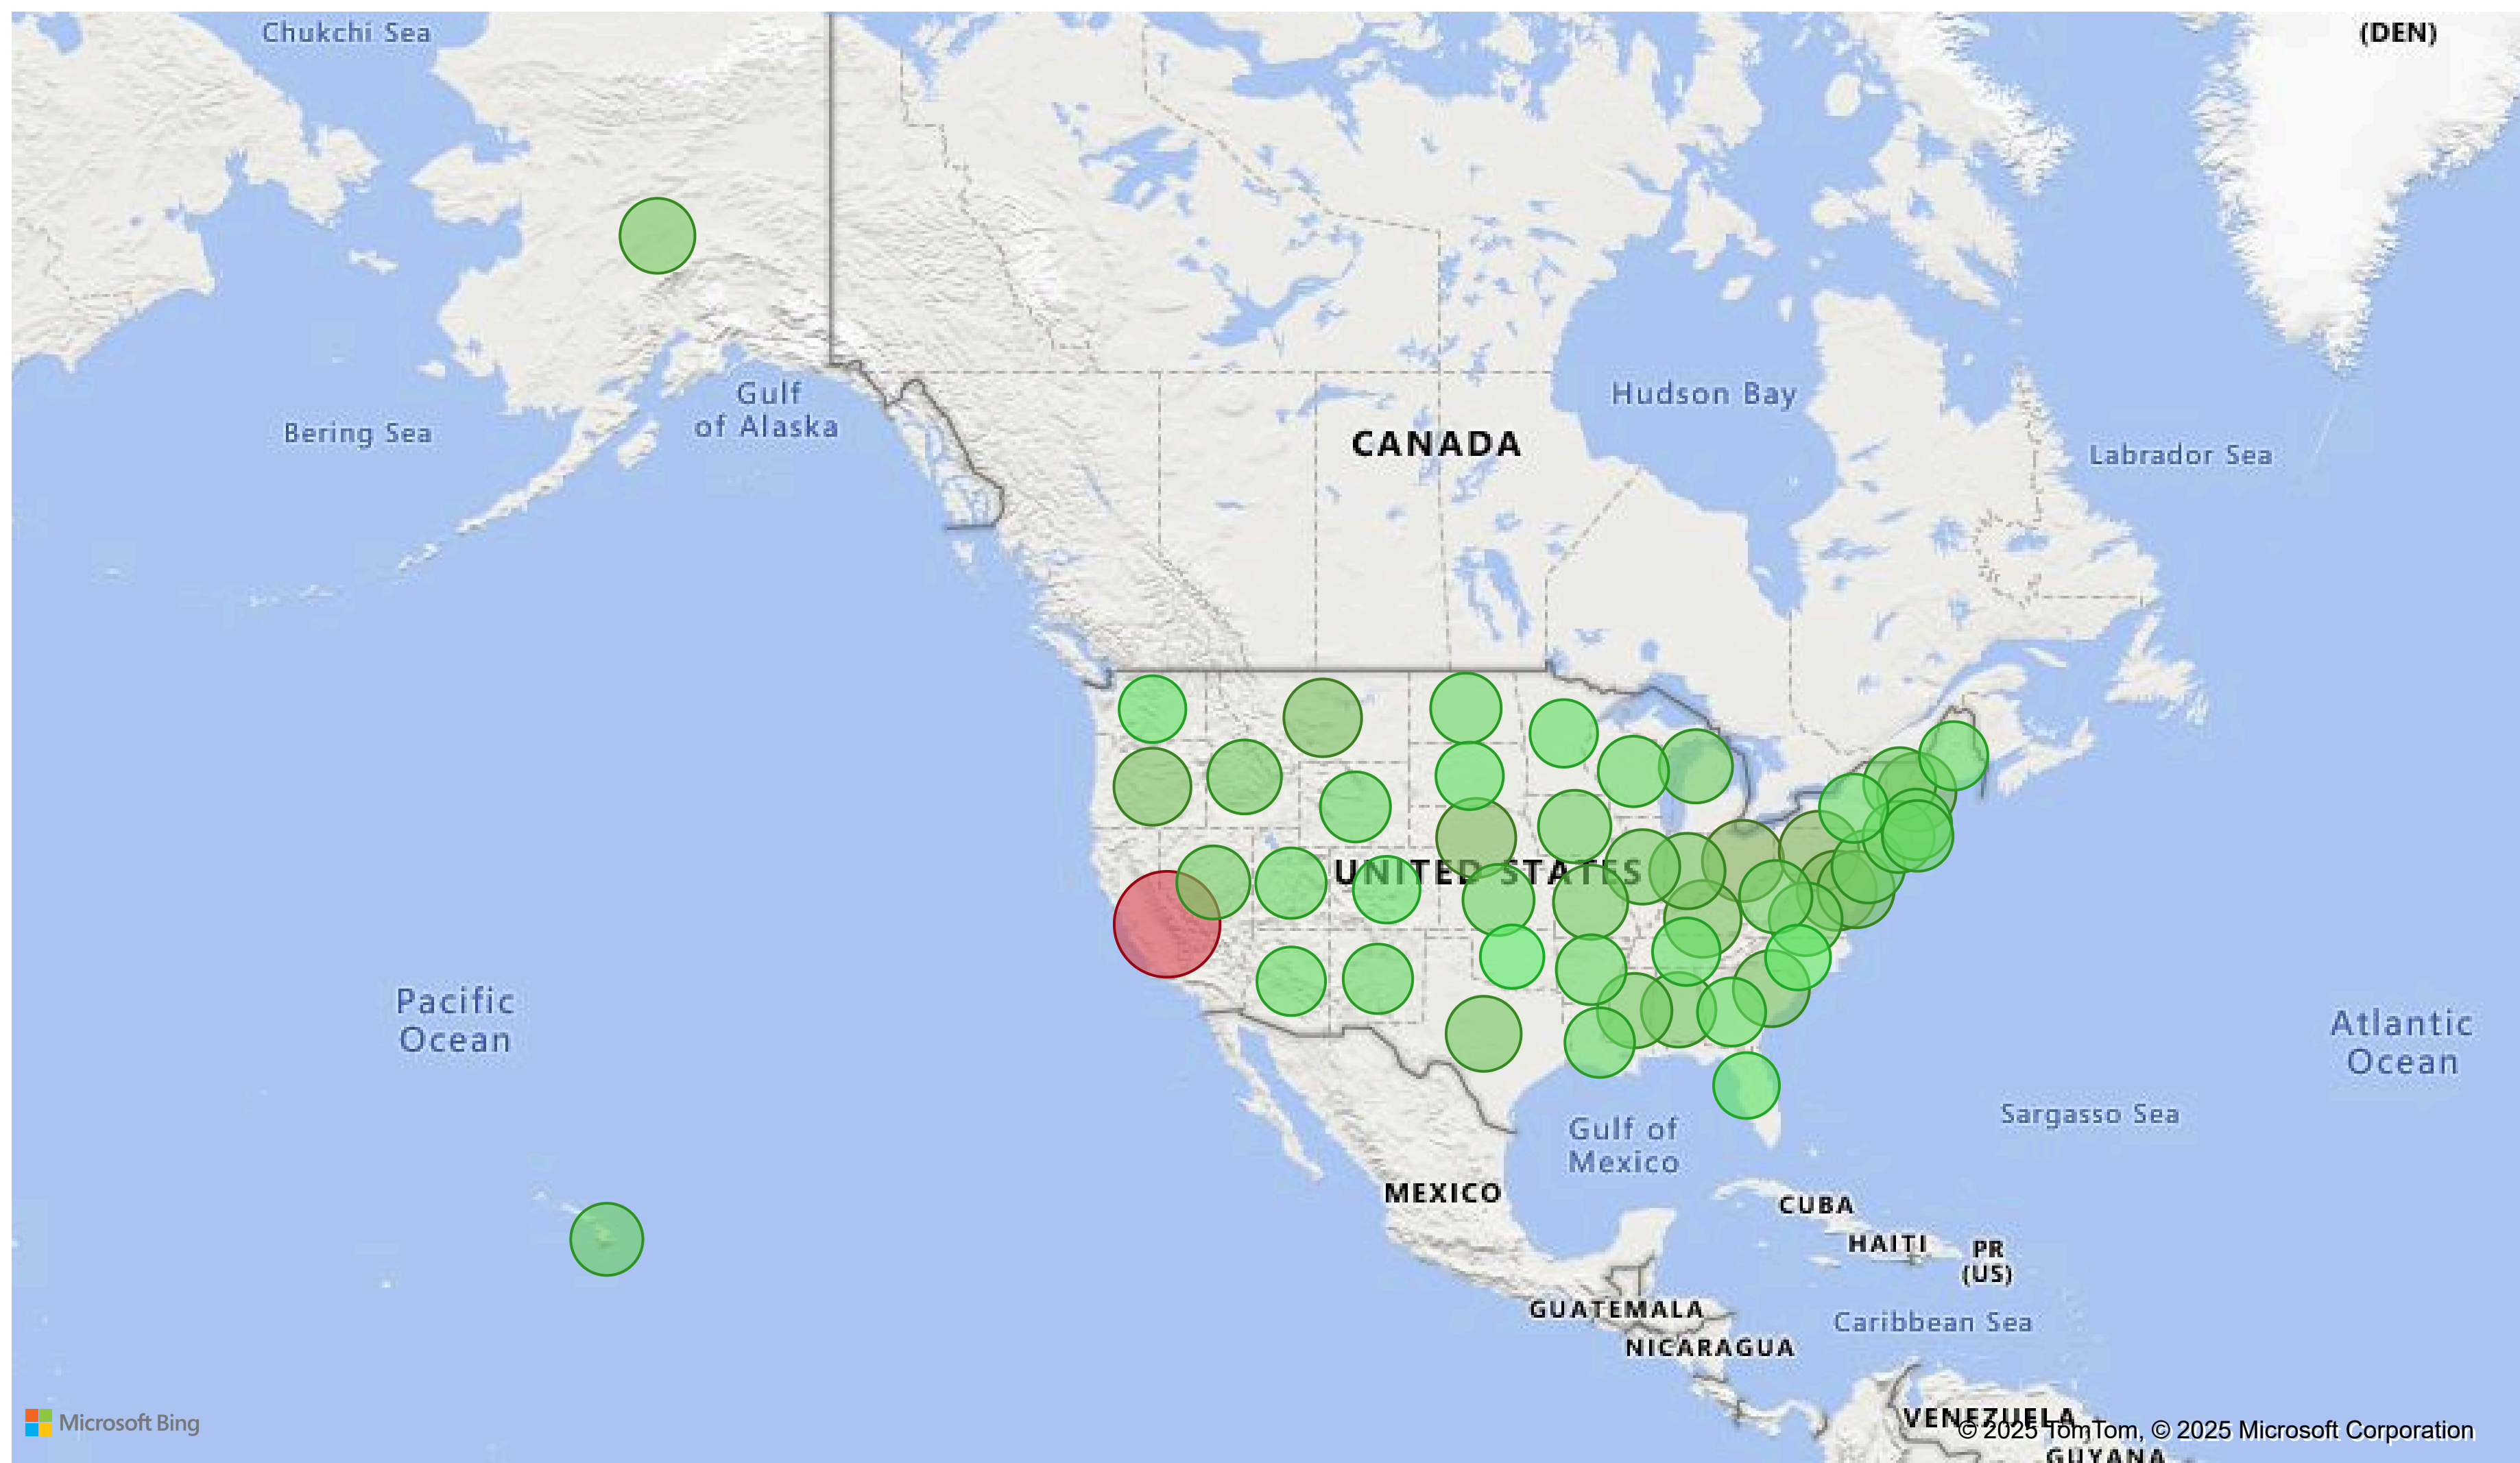 Chukchi Sea
(DEN)
Gulf
of Alaska
Hudson Bay
Bering Sea
CANADA
Labrador Sea
UNITED STATES
Pacific
Ocean
Atlantic
Ocean
Sargasso Sea
Gulf of
Mexico
MEXICO
CUBA
HAITI
PR
(US)
GUATEMALA
Caribbean Sea
NICARAGUA
VENEZUELA
Microsoft Bing
© 2025 TomTom, © 2025 Microsoft Corporation
GUYANA